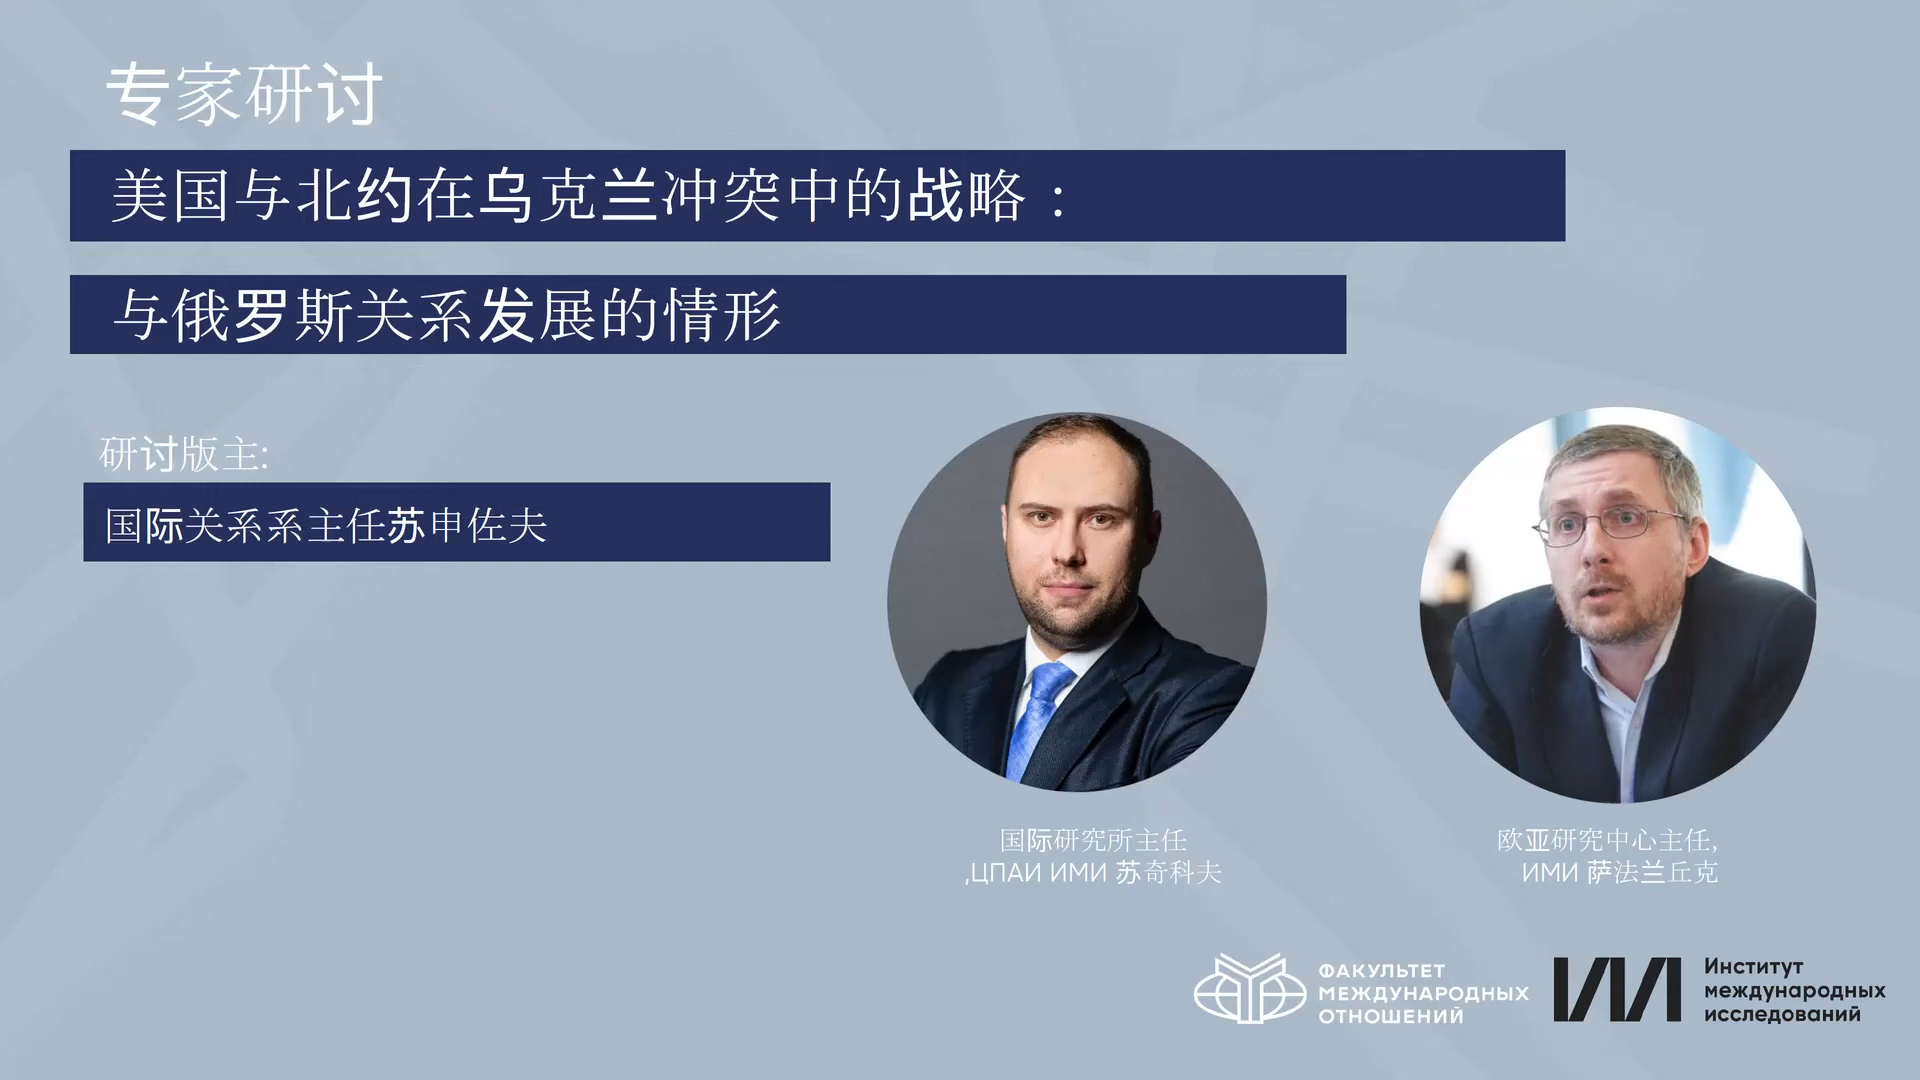 专家研讨
美国与北约在乌克兰冲突中的战略：
与俄罗斯关系发展的情形
研讨版主:
国际关系系主任苏申佐夫
国际研究所主任
,ЦПАИ ИМИ 苏奇科夫
欧亚研究中心主任,
ИМИ 萨法兰丘克
ФАКУЛЬТЕТ
МЕЖДУНАРОДНЫХ
ОТНОШЕНИЙ
ИМИ
Институт
международных
исследований